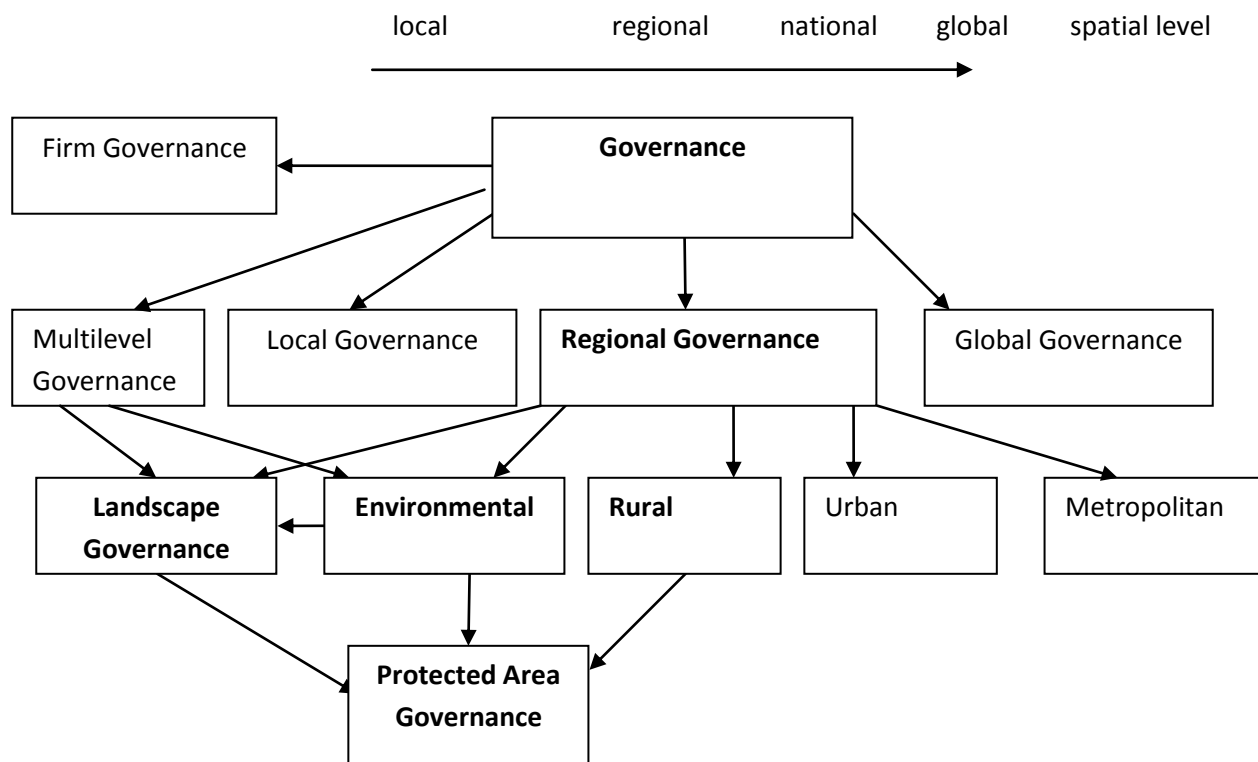 local regional national global spatial level
Firm Governance
Governance
Multilevel
Governance
Local Governance
Regional Governance
Global Governance
Landscape
Governance
Environmental
Rural
Urban
Metropolitan
Protected Area
Governance